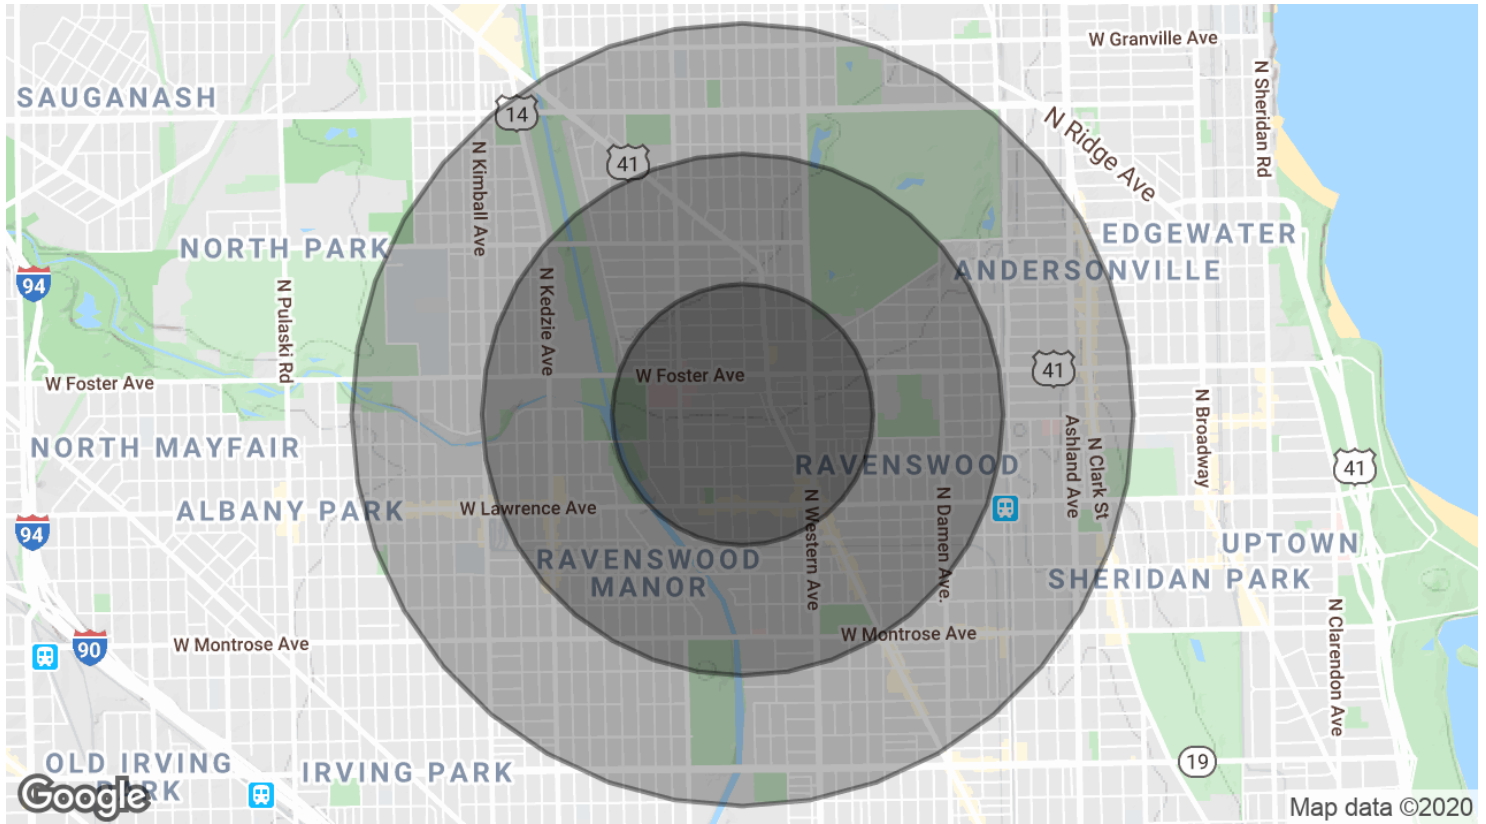 W Granville Ave
SAUGANASH
14
N Sheridan Rd
N Ridge Ave
41
N Kimball Ave
NORTH PARK
EDGEWATER
ANDERSONVILLE
94
N Kedzie Ave
N Pulaski Rd
W Foster Ave
W Foster Ave
41
N Broadway
NORTH MAYFAIR
RAVENSWOOD
Ashland Ave
N Clark St
41
ALBANY PARK
W Lawrence Ave
N Western Ave
N Damen Ave.
94
UPTOWN
RAVENSWOOD
MANOR
SHERIDAN PARK
W Montrose Ave
W Montrose Ave
90
N Clarendon Ave
OLD IRVING
PARK
IRVING PARK
19
Google
Map data ©2020